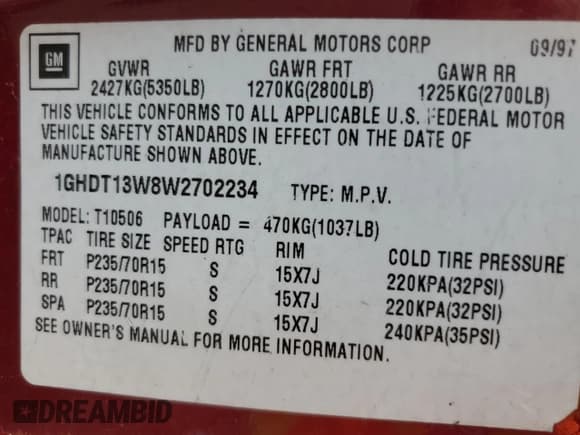 GM
MFD BY GENERAL MOTORS CORP 09/97
GVWR GAWR FRT GAWR RR
2427KG(5350LB) 1270KG(2800LB) 1225KG(2700LB)
THIS VEHICLE CONFORMS TO ALL APPLICABLE U.S. FEDERAL MOTOR
VEHICLE SAFETY STANDARDS IN EFFECT ON THE DATE OF
MANUFACTURE SHOWN ABOVE.
1GHDT13W8W2702234 TYPE: M.P.V.
MODEL: T10506 PAYLOAD = 470KG(1037LB)
TPAC TIRE SIZE SPEED RTG RIM COLD TIRE PRESSURE
FRT P235/70R15 S 15X7J 220KPA(32PSI)
RR P235/70R15 S 15X7J 220KPA(32PSI)
SPA P235/70R15 S 15X7J 240KPA(35PSI)
SEE OWNER'S MANUAL FOR MORE INFORMATION.
DREAMBID